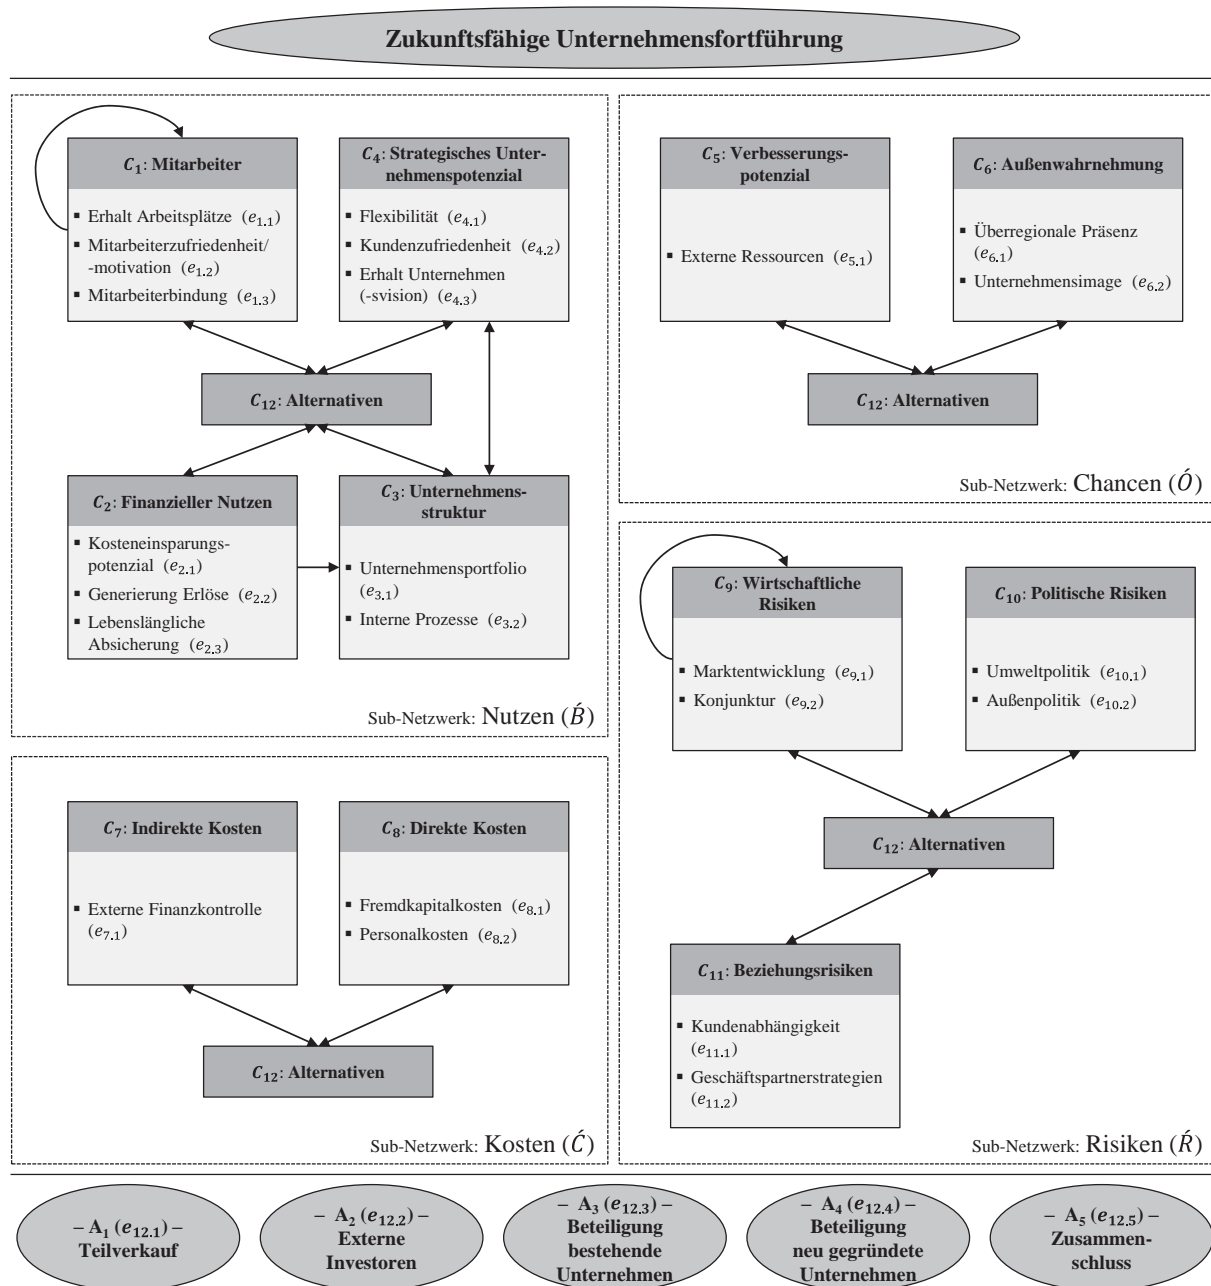 Zukunftsfähige Unternehmensfortführung
C₁: Mitarbeiter
▪ Erhalt Arbeitsplätze (e₁.₁)
▪ Mitarbeiterzufriedenheit/
-motivation (e₁.₂)
▪ Mitarbeiterbindung (e₁.₃)
C₄: Strategisches Unter-
nehmenspotenzial
▪ Flexibilität (e₄.₁)
▪ Kundenzufriedenheit (e₄.₂)
▪ Erhalt Unternehmen
(-svision) (e₄.₃)
C₁₂: Alternativen
C₂: Finanzieller Nutzen
▪ Kosteneinsparungs-
potenzial (e₂.₁)
▪ Generierung Erlöse (e₂.₂)
▪ Lebenslängliche
Absicherung (e₂.₃)
C₃: Unternehmens-
struktur
▪ Unternehmensportfolio
(e₃.₁)
▪ Interne Prozesse (e₃.₂)
Sub-Netzwerk: Nutzen (B́)
C₅: Verbesserungs-
potenzial
▪ Externe Ressourcen (e₅.₁)
C₆: Außenwahrnehmung
▪ Überregionale Präsenz
(e₆.₁)
▪ Unternehmensimage (e₆.₂)
C₁₂: Alternativen
Sub-Netzwerk: Chancen (Ó)
C₇: Indirekte Kosten
▪ Externe Finanzkontrolle
(e₇.₁)
C₈: Direkte Kosten
▪ Fremdkapitalkosten (e₈.₁)
▪ Personalkosten (e₈.₂)
C₁₂: Alternativen
Sub-Netzwerk: Kosten (Ć)
C₉: Wirtschaftliche
Risiken
▪ Marktentwicklung (e₉.₁)
▪ Konjunktur (e₉.₂)
C₁₀: Politische Risiken
▪ Umweltpolitik (e₁₀.₁)
▪ Außenpolitik (e₁₀.₂)
C₁₂: Alternativen
C₁₁: Beziehungsrisiken
▪ Kundenabhängigkeit
(e₁₁.₁)
▪ Geschäftspartnerstrategien
(e₁₁.₂)
Sub-Netzwerk: Risiken (Ŕ)
– A₁ (e₁₂.₁) –
Teilverkauf
– A₂ (e₁₂.₂) –
Externe
Investoren
– A₃ (e₁₂.₃) –
Beteiligung
bestehende
Unternehmen
– A₄ (e₁₂.₄) –
Beteiligung
neu gegründete
Unternehmen
– A₅ (e₁₂.₅) –
Zusammen-
schluss